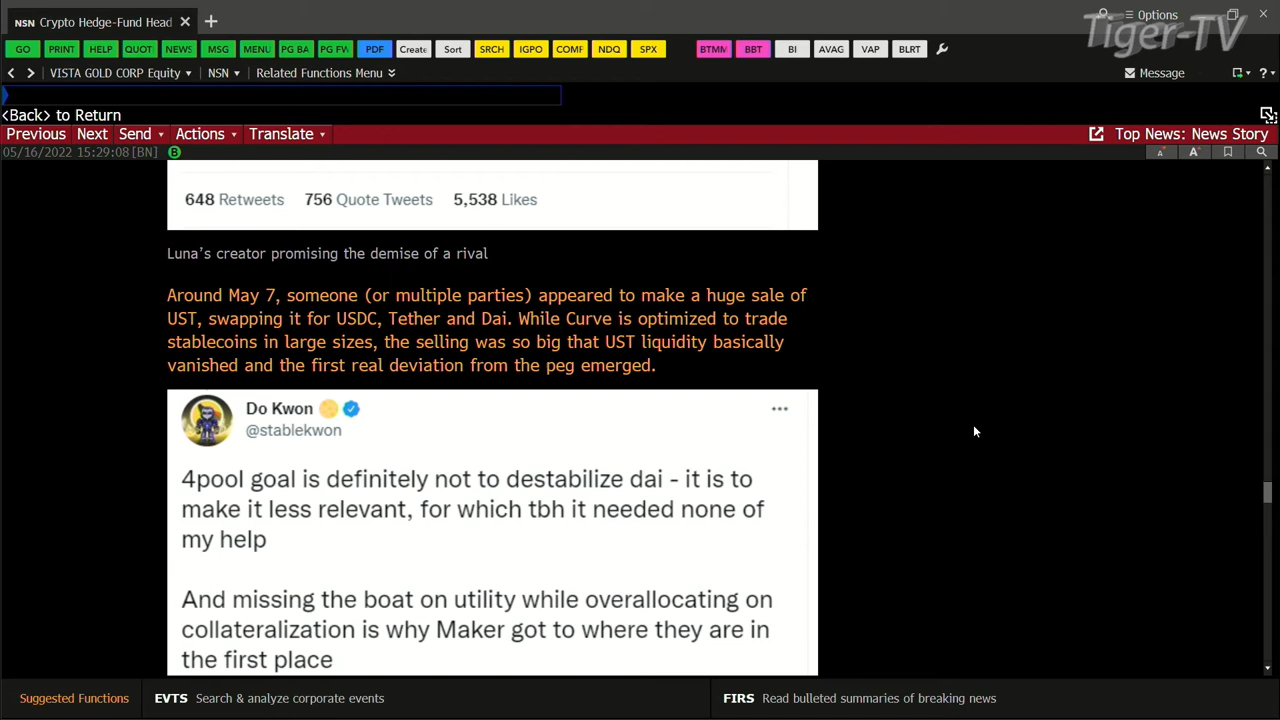 NSN Crypto Hedge-Fund Head
Options
Tiger-TV
GO PRINT HELP QUOT NEWS MSG MENU PG BA PG FW PDF Create Sort SRCH IGPO COMF NDQ SPX BTMM BBT BI AVAG VAP BLRT
VISTA GOLD CORP Equity NSN Related Functions Menu Message
<Back> to Return
Previous Next Send Actions Translate Top News: News Story
05/16/2022 15:29:08 [BN] B
648 Retweets 756 Quote Tweets 5,538 Likes
Luna's creator promising the demise of a rival
Around May 7, someone (or multiple parties) appeared to make a huge sale of
UST, swapping it for USDC, Tether and Dai. While Curve is optimized to trade
stablecoins in large sizes, the selling was so big that UST liquidity basically
vanished and the first real deviation from the peg emerged.
Do Kwon
@stablekwon
4pool goal is definitely not to destabilize dai - it is to
make it less relevant, for which tbh it needed none of
my help
And missing the boat on utility while overallocating on
collateralization is why Maker got to where they are in
the first place
Suggested Functions EVTS Search & analyze corporate events FIRS Read bulleted summaries of breaking news